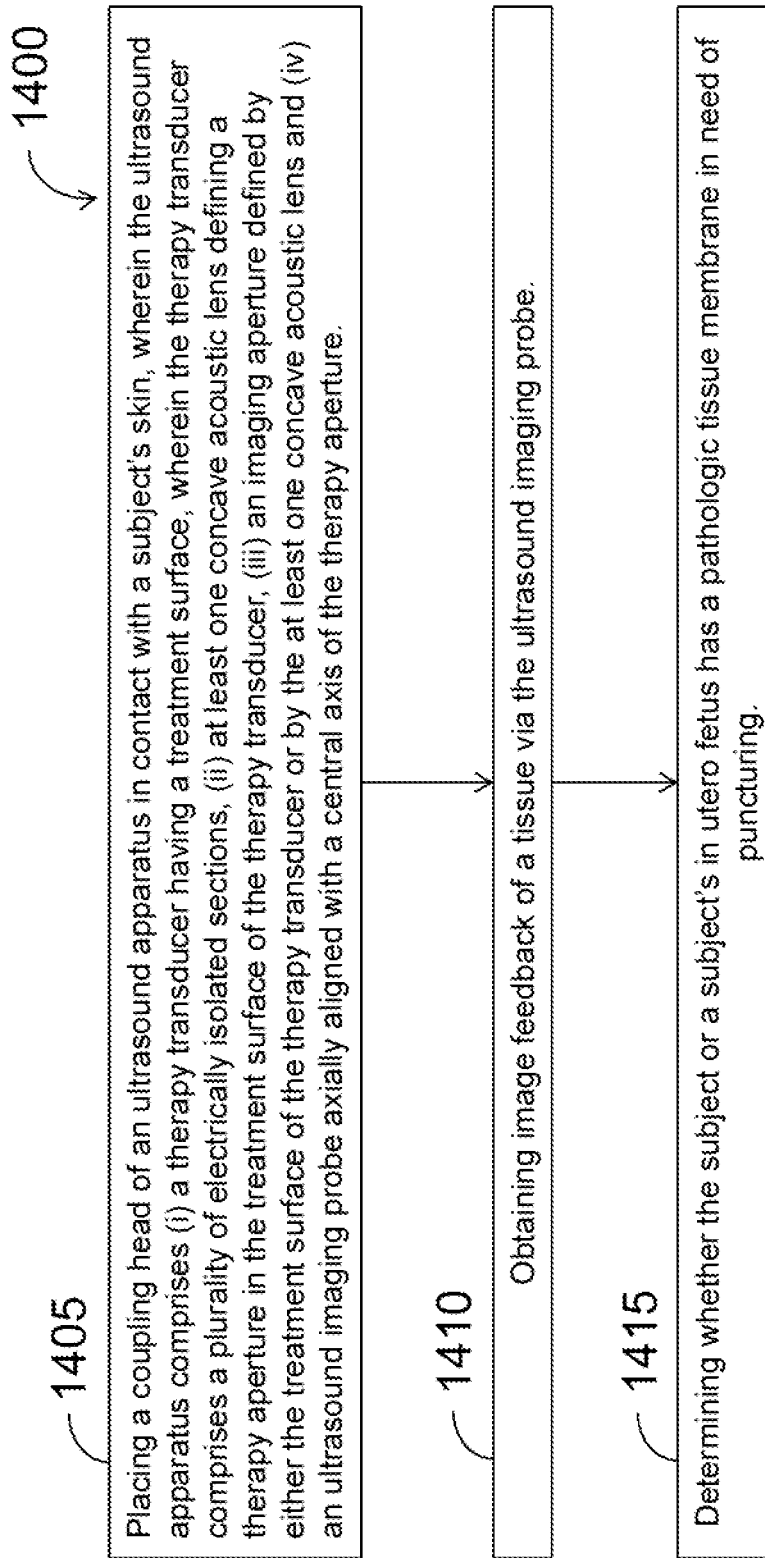 1400
1405
Placing a coupling head of an ultrasound apparatus in contact with a subject's skin, wherein the ultrasound
apparatus comprises (i) a therapy transducer having a treatment surface, wherein the therapy transducer
comprises a plurality of electrically isolated sections, (ii) at least one concave acoustic lens defining a
therapy aperture in the treatment surface of the therapy transducer, (iii) an imaging aperture defined by
either the treatment surface of the therapy transducer or by the at least one concave acoustic lens and (iv)
an ultrasound imaging probe axially aligned with a central axis of the therapy aperture.
1410
Obtaining image feedback of a tissue via the ultrasound imaging probe.
1415
Determining whether the subject or a subject's in utero fetus has a pathologic tissue membrane in need of
puncturing.